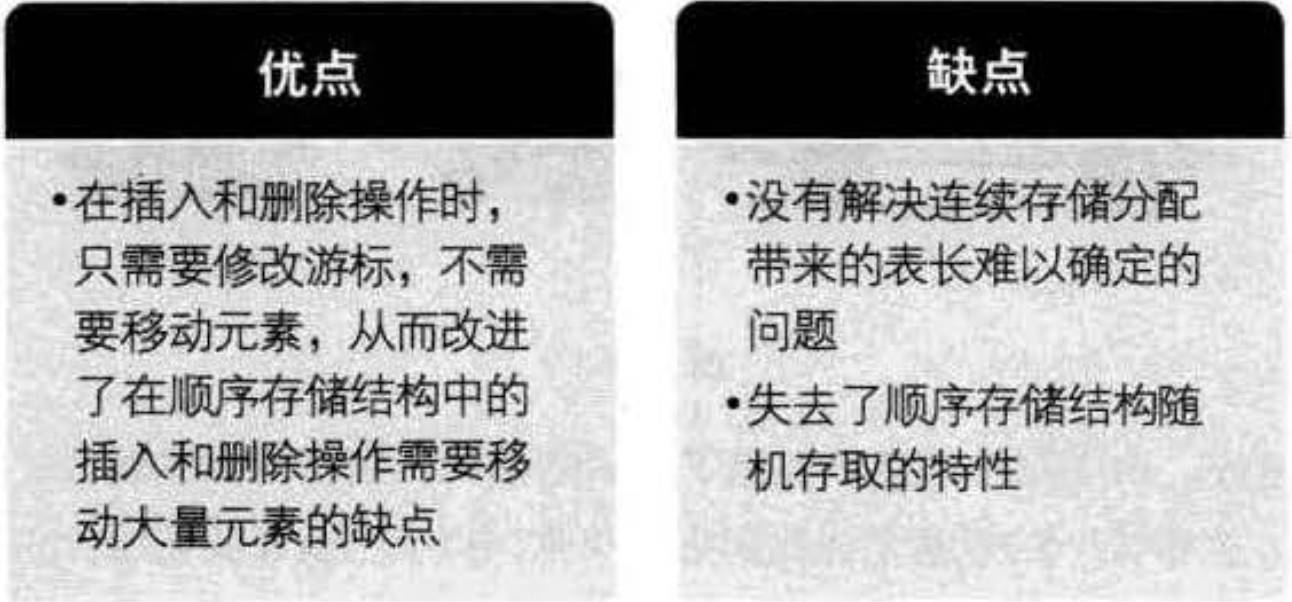 优点
•在插入和删除操作时，
只需要修改游标，不需
要移动元素，从而改进
了在顺序存储结构中的
插入和删除操作需要移
动大量元素的缺点
缺点
•没有解决连续存储分配
带来的表长难以确定的
问题
•失去了顺序存储结构随
机存取的特性